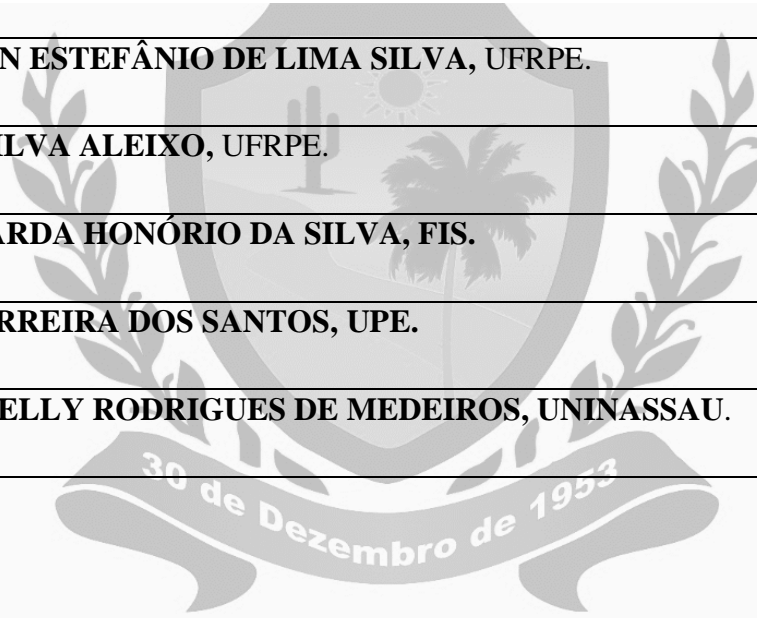 N ESTEFÂNIO DE LIMA SILVA, UFRPE.
ILVA ALEIXO, UFRPE.
ARDA HONÓRIO DA SILVA, FIS.
RREIRA DOS SANTOS, UPE.
ELLY RODRIGUES DE MEDEIROS, UNINASSAU.
30 de Dezembro de 1953